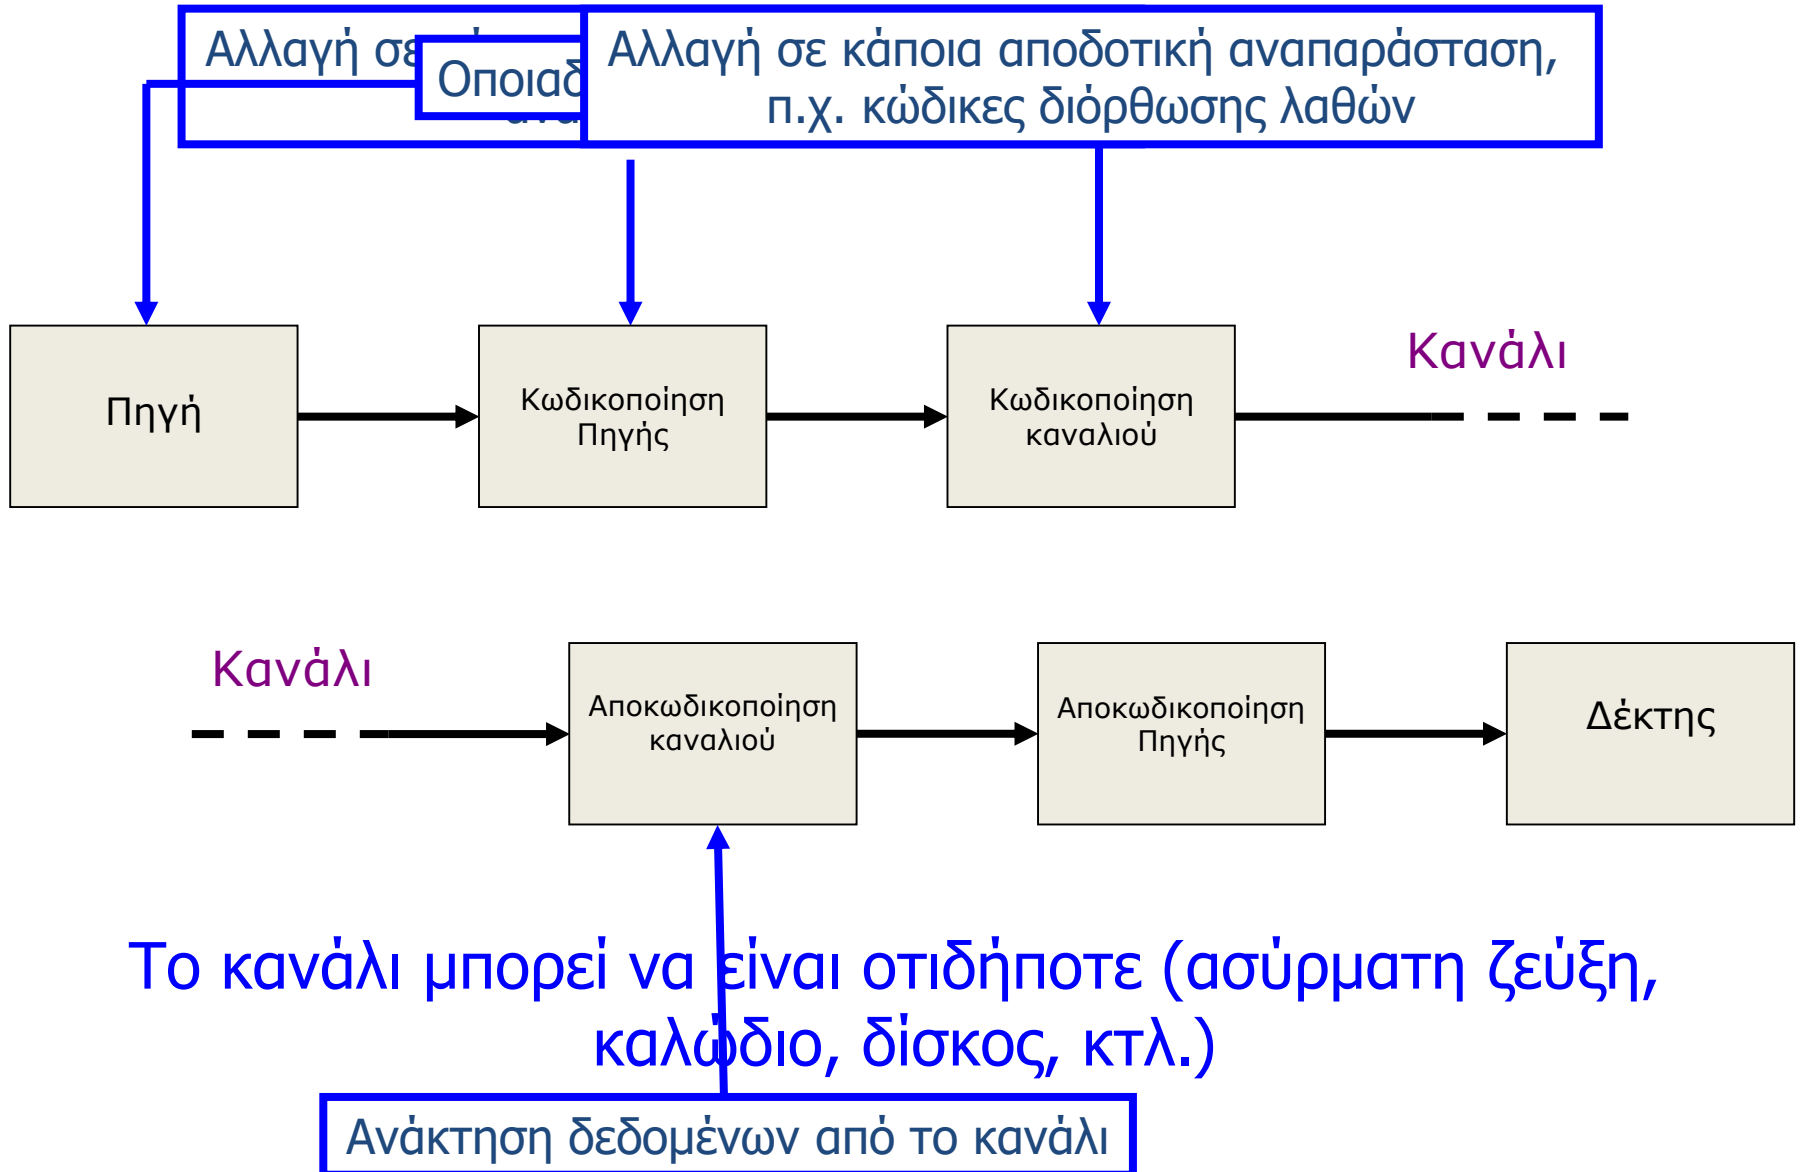 Αλλαγή σε
Οποιαδ
Αλλαγή σε κάποια αποδοτική αναπαράσταση,
π.χ. κώδικες διόρθωσης λαθών
Πηγή
Κωδικοποίηση
Πηγής
Κωδικοποίηση
καναλιού
Κανάλι
Κανάλι
Αποκωδικοποίηση
καναλιού
Αποκωδικοποίηση
Πηγής
Δέκτης
Το κανάλι μπορεί να είναι οτιδήποτε (ασύρματη ζεύξη,
καλώδιο, δίσκος, κτλ.)
Ανάκτηση δεδομένων από το κανάλι